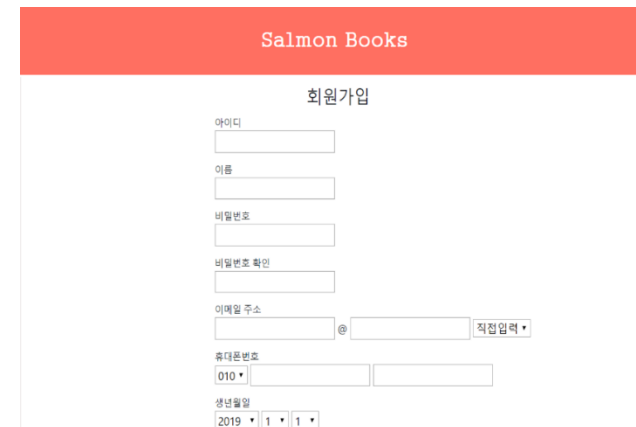 Salmon Books
회원가입
아이디
이름
비밀번호
비밀번호 확인
이메일 주소
@ 직접입력
휴대폰번호
010
생년월일
2019 1 1